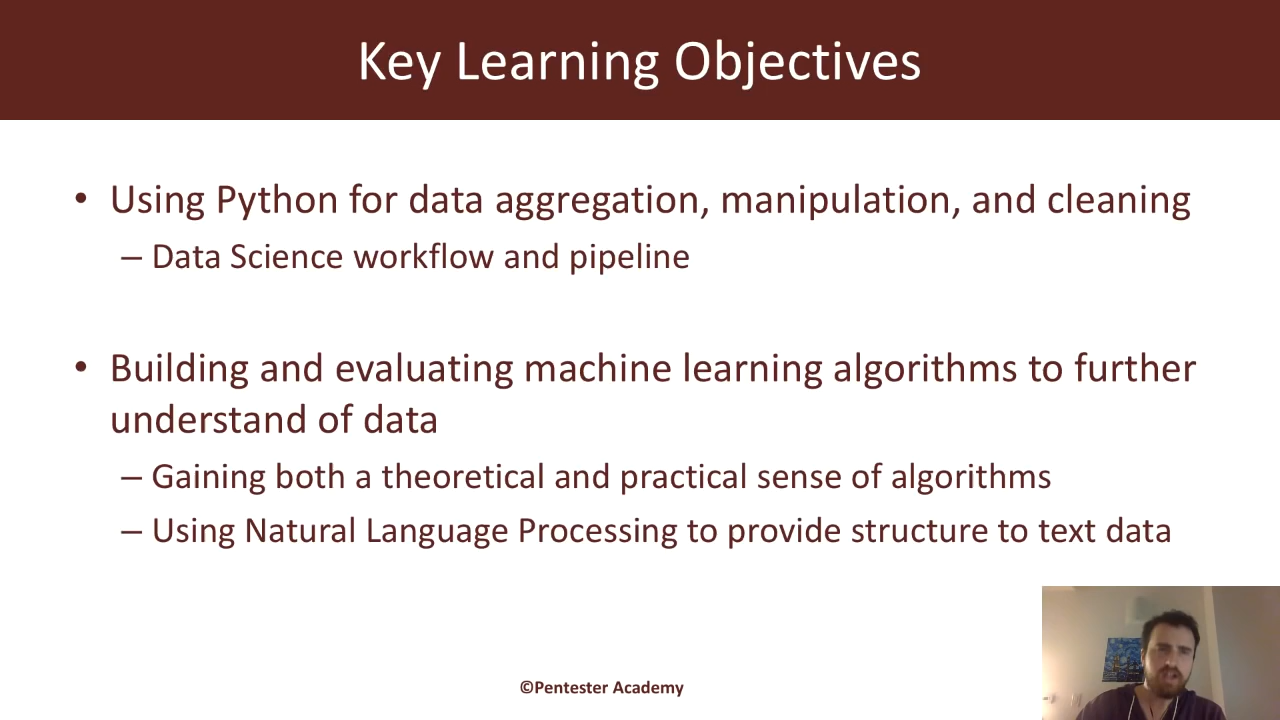 Key Learning Objectives
• Using Python for data aggregation, manipulation, and cleaning
– Data Science workflow and pipeline
• Building and evaluating machine learning algorithms to further
understand of data
– Gaining both a theoretical and practical sense of algorithms
– Using Natural Language Processing to provide structure to text data
©Pentester Academy